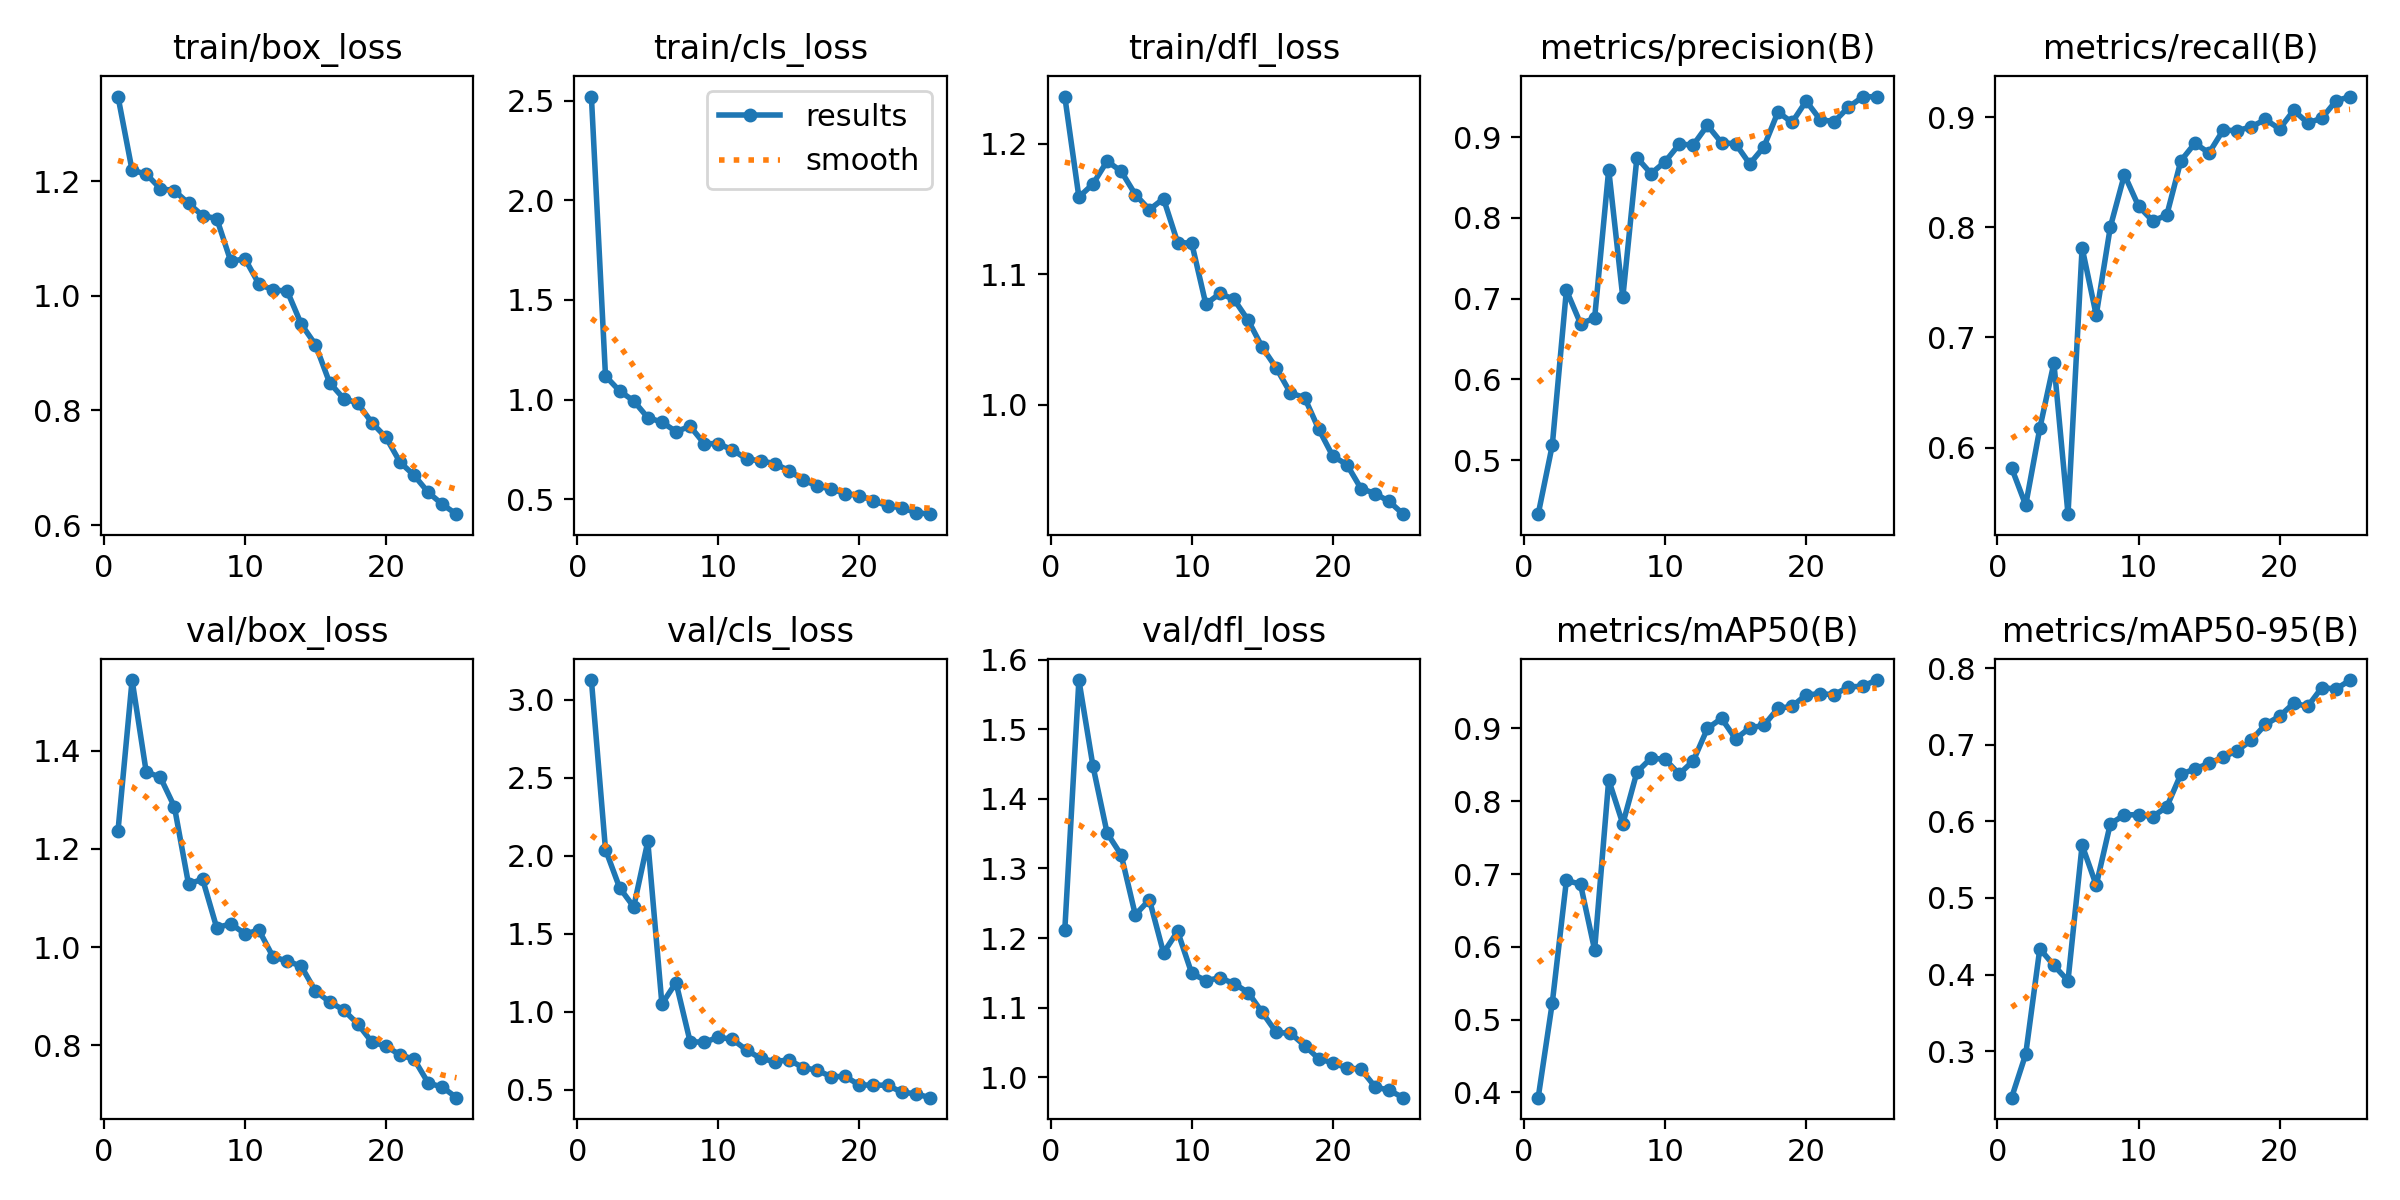 train/box_loss
1.2
1.0
0.8
0.6
0 10 20
train/cls_loss
results
smooth
2.5
2.0
1.5
1.0
0.5
0 10 20
train/dfl_loss
1.2
1.1
1.0
0 10 20
metrics/precision(B)
0.9
0.8
0.7
0.6
0.5
0 10 20
metrics/recall(B)
0.9
0.8
0.7
0.6
0 10 20
val/box_loss
1.4
1.2
1.0
0.8
0 10 20
val/cls_loss
3.0
2.5
2.0
1.5
1.0
0.5
0 10 20
val/dfl_loss
1.6
1.5
1.4
1.3
1.2
1.1
1.0
0 10 20
metrics/mAP50(B)
0.9
0.8
0.7
0.6
0.5
0.4
0 10 20
metrics/mAP50-95(B)
0.8
0.7
0.6
0.5
0.4
0.3
0 10 20